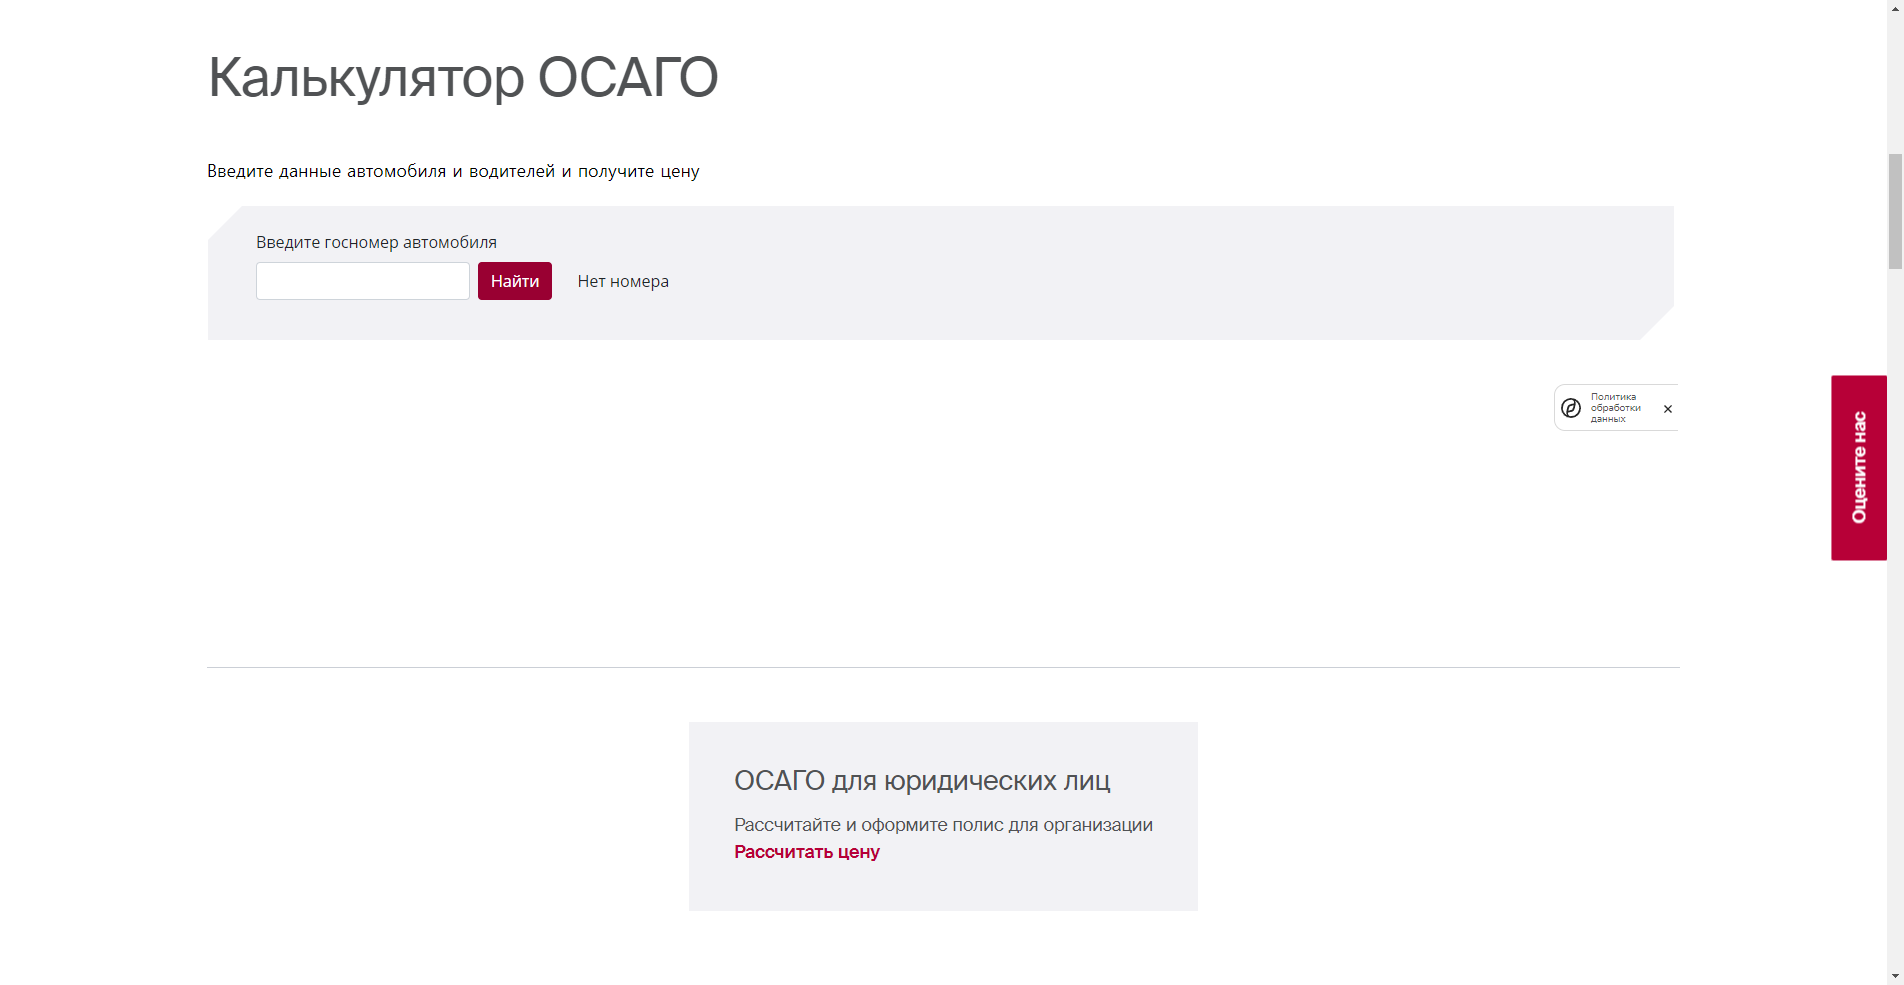 Калькулятор ОСАГО
Введите данные автомобиля и водителей и получите цену
Введите госномер автомобиля
Найти
Нет номера
Политика
обработки
данных
Оцените нас
ОСАГО для юридических лиц
Рассчитайте и оформите полис для организации
Рассчитать цену